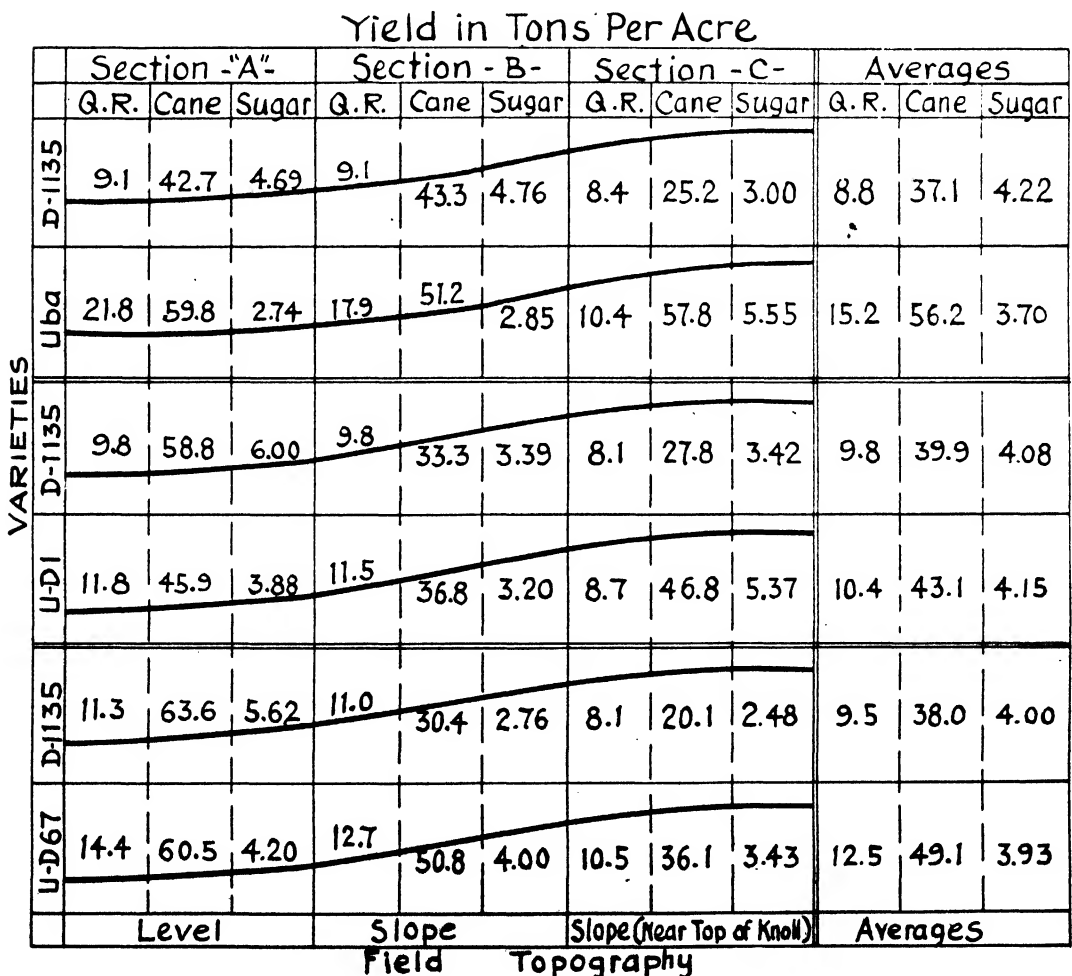 Yield in Tons Per Acre
Section -"A"- Section -B- Section -C- Averages
Q.R. Cane Sugar Q.R. Cane Sugar Q.R. Cane Sugar Q.R. Cane Sugar
VARIETIES
D-1135 9.1 42.7 4.69 9.1 43.3 4.76 8.4 25.2 3.00 8.8 37.1 4.22
Uba 21.8 59.8 2.74 17.9 51.2 2.85 10.4 57.8 5.55 15.2 56.2 3.70
D-1135 9.8 58.8 6.00 9.8 33.3 3.39 8.1 27.8 3.42 9.8 39.9 4.08
U-D1 11.8 45.9 3.88 11.5 36.8 3.20 8.7 46.8 5.37 10.4 43.1 4.15
D-1135 11.3 63.6 5.62 11.0 30.4 2.76 8.1 20.1 2.48 9.5 38.0 4.00
U-D67 14.4 60.5 4.20 12.7 50.8 4.00 10.5 36.1 3.43 12.5 49.1 3.93
Level Slope Slope (Near Top of Knoll) Averages
Field Topography